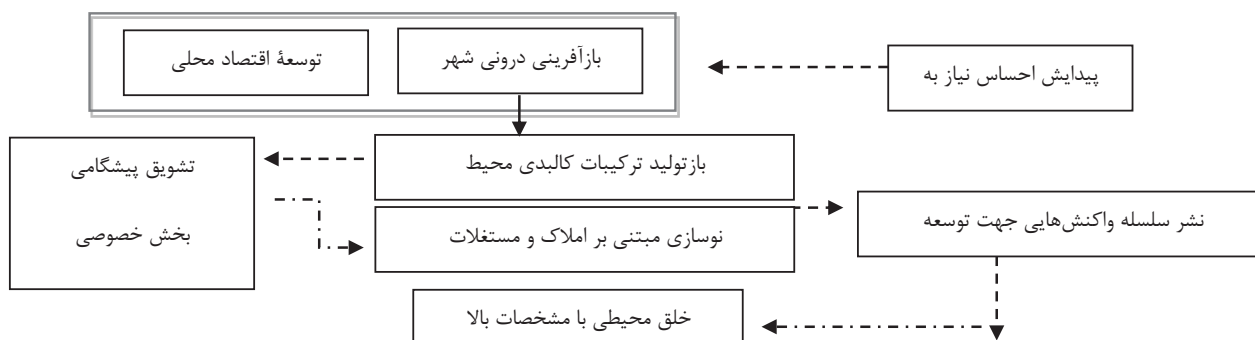 پیدایش احساس نیاز به
بازآفرینی درونی شهر
توسعۀ اقتصاد محلی
بازتولید ترکیبات کالبدی محیط
تشویق پیشگامی
بخش خصوصی
نوسازی مبتنی بر املاک و مستغلات
نشر سلسله واکنش‌هایی جهت توسعه
خلق محیطی با مشخصات بالا